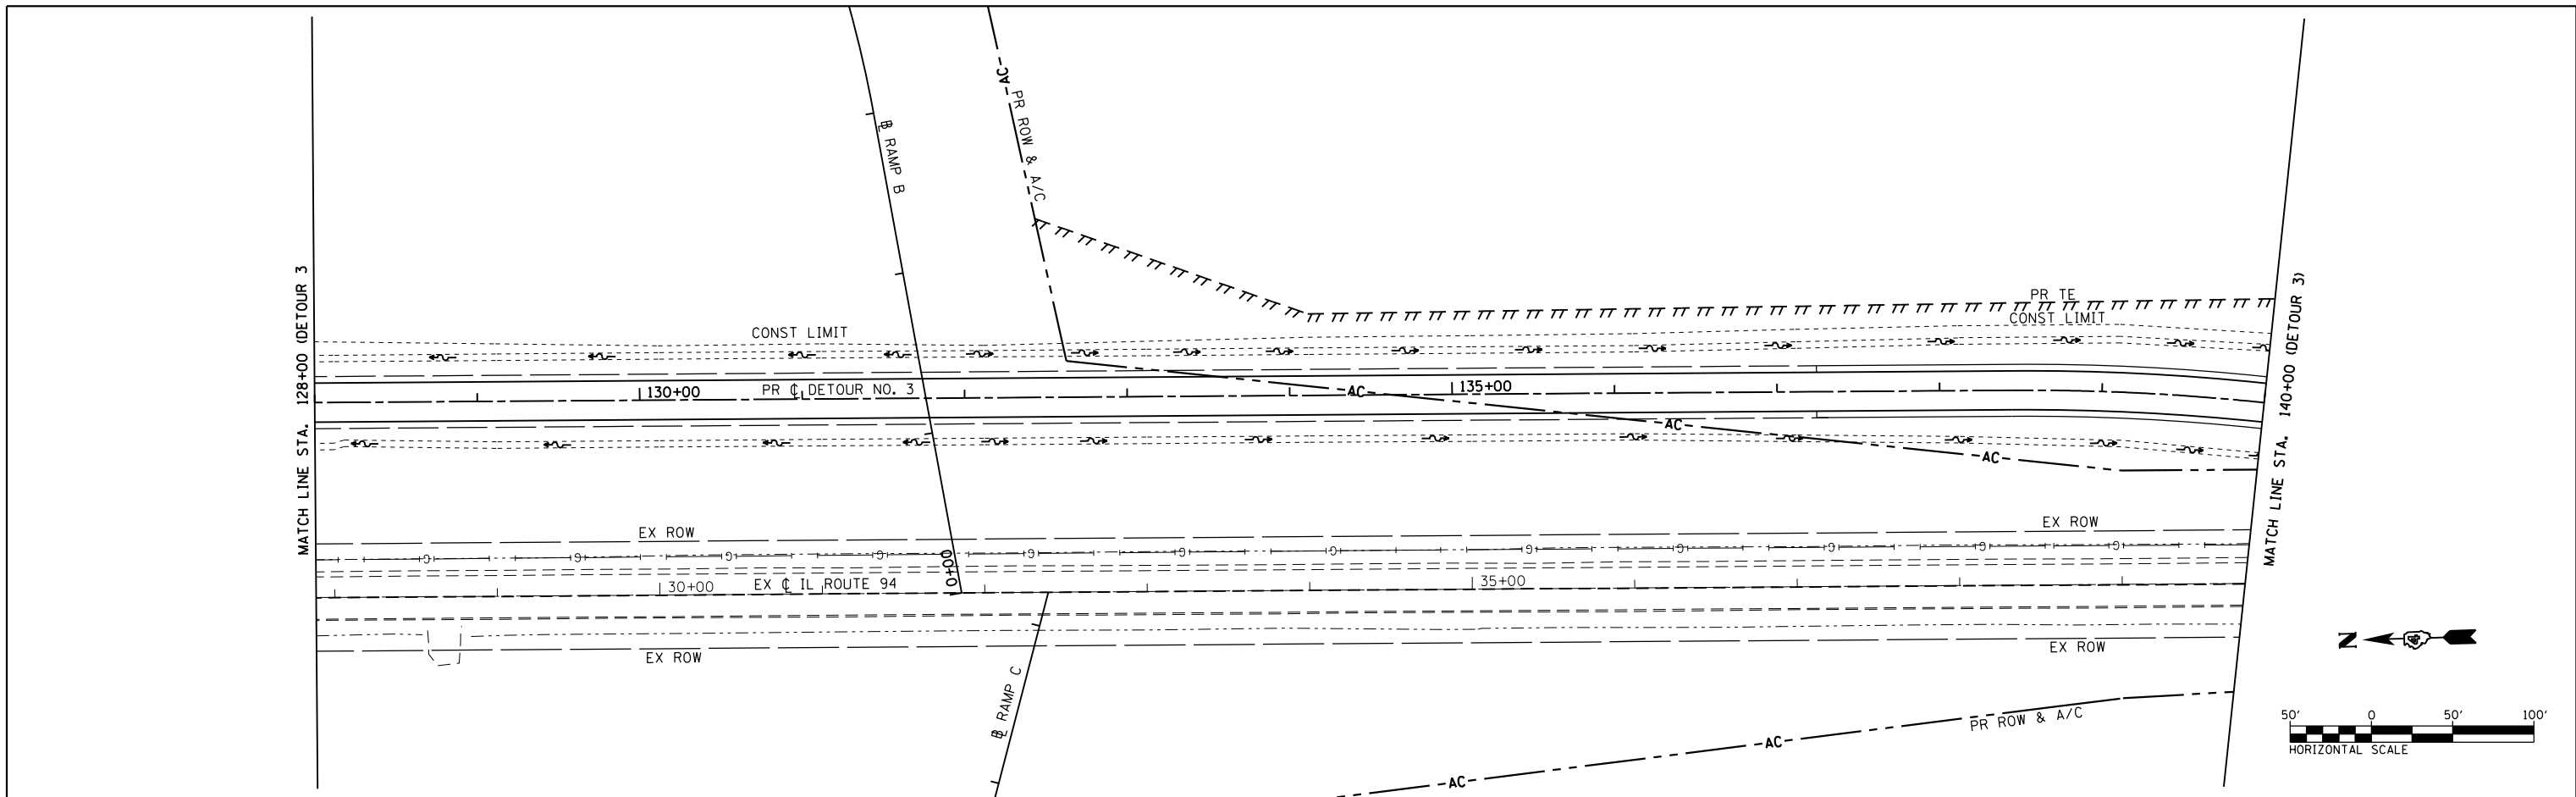 AC
PR ROW & A/C
℄ RAMP B
MATCH LINE STA. 128+00 (DETOUR 3
MATCH LINE STA. 140+00 (DETOUR 3)
PR TE
CONST LIMIT
CONST LIMIT
130+00
PR ℄ DETOUR NO. 3
AC
135+00
AC
AC
EX ROW
EX ROW
G G G G G G G G G G G G
10+00
30+00
EX ℄ IL ROUTE 94
35+00
EX ROW
EX ROW
N
℄ RAMP C
PR ROW & A/C
AC
AC
50' 0 50' 100'
HORIZONTAL SCALE